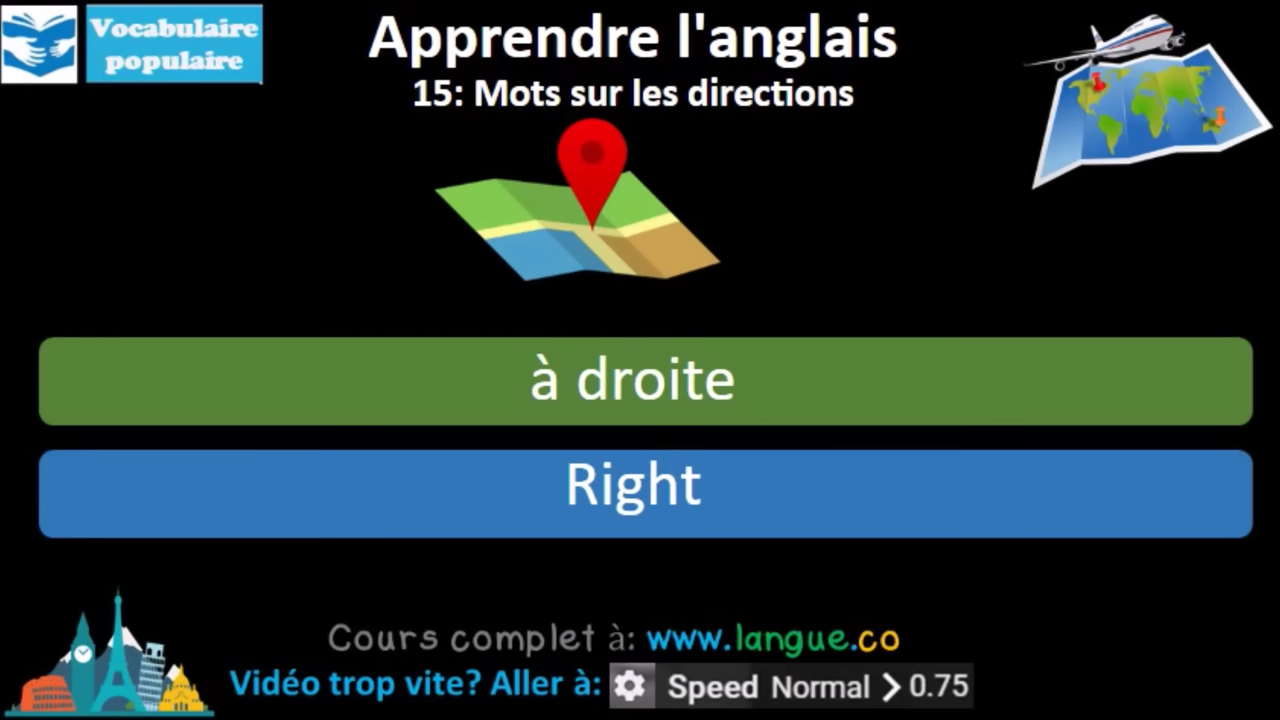 Vocabulaire
populaire
Apprendre l'anglais
15: Mots sur les directions
à droite
Right
Cours complet à: www.langue.co
Vidéo trop vite? Aller à: Speed Normal > 0.75